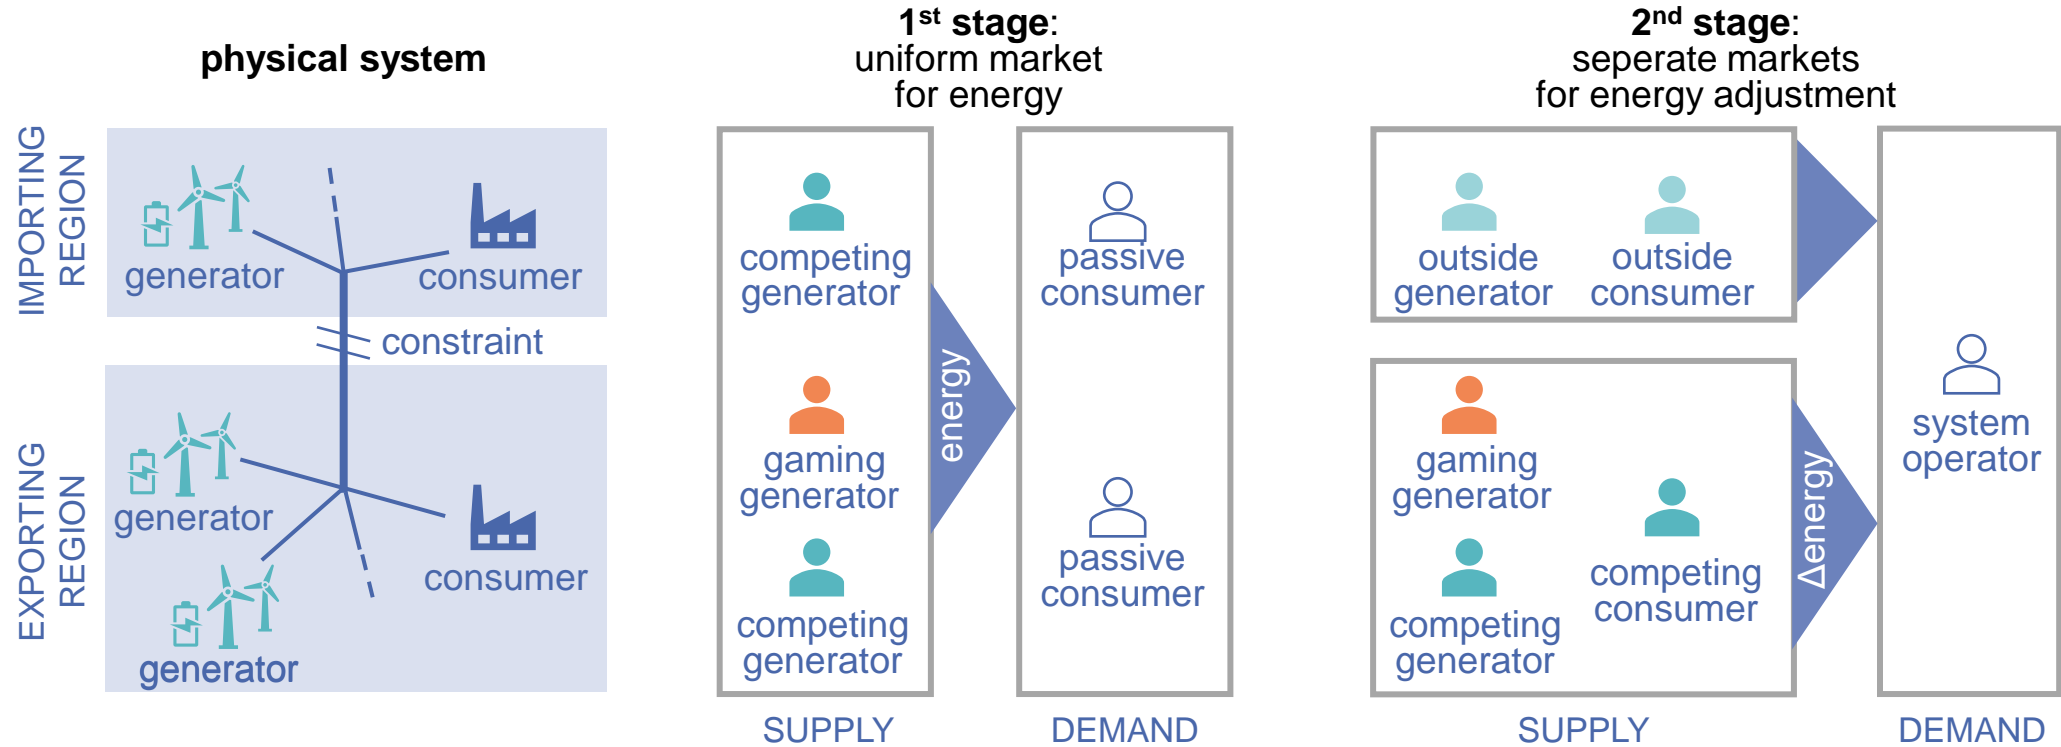 physical system
IMPORTING
REGION
generator
consumer
constraint
EXPORTING
REGION
generator
consumer
generator
1st stage:
uniform market
for energy
competing
generator
passive
consumer
energy
gaming
generator
passive
consumer
competing
generator
SUPPLY
DEMAND
2nd stage:
seperate markets
for energy adjustment
outside
generator
outside
consumer
gaming
generator
competing
consumer
competing
generator
Δenergy
system
operator
SUPPLY
DEMAND